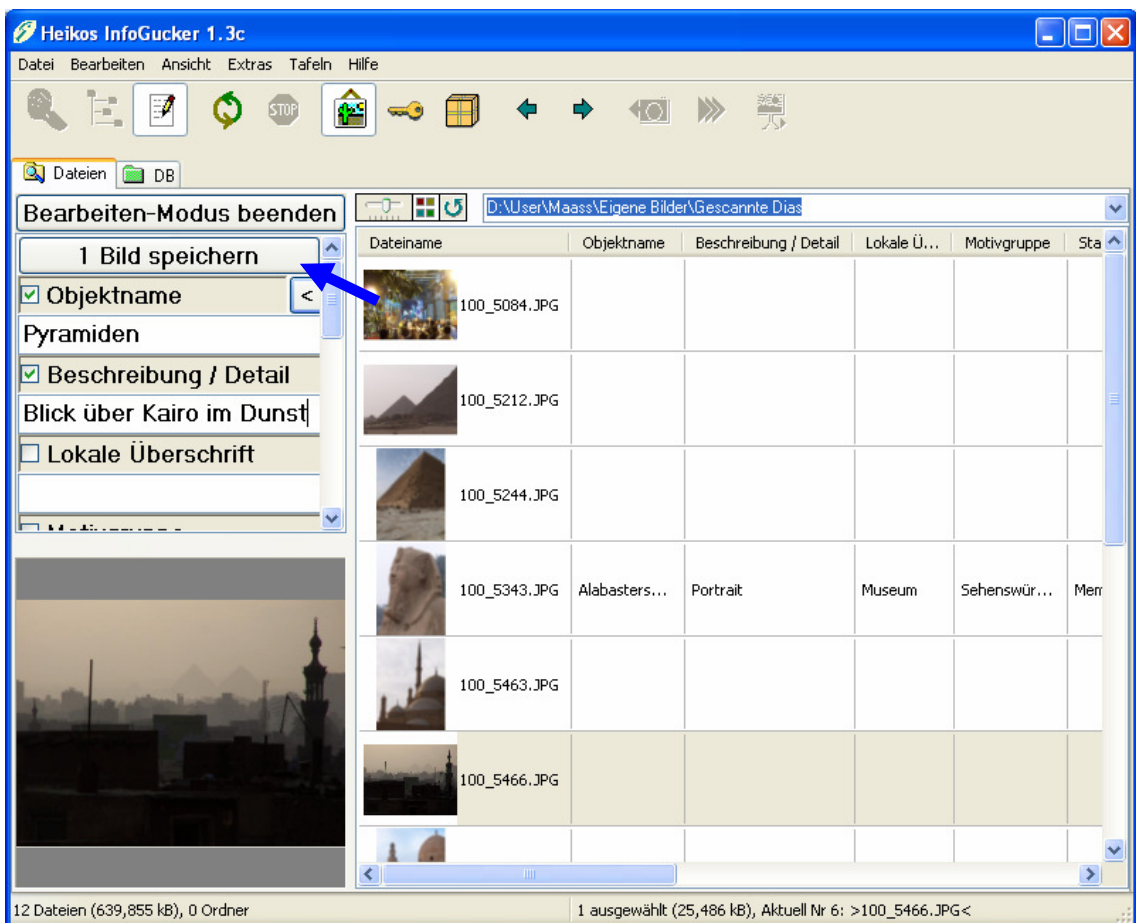 Heikos InfoGucker 1.3c
Datei Bearbeiten Ansicht Extras Tafeln Hilfe
STOP
Dateien DB
Bearbeiten-Modus beenden
D:\User\Maass\Eigene Bilder\Gescannte Dias
1 Bild speichern
Objektname <
Pyramiden
Beschreibung / Detail
Blick über Kairo im Dunst
Lokale Überschrift
Dateiname Objektname Beschreibung / Detail Lokale Ü... Motivgruppe Sta
100_5084.JPG
100_5212.JPG
100_5244.JPG
100_5343.JPG Alabasters... Portrait Museum Sehenswür... Mem
100_5463.JPG
100_5466.JPG
12 Dateien (639,855 kB), 0 Ordner
1 ausgewählt (25,486 kB), Aktuell Nr 6: >100_5466.JPG<